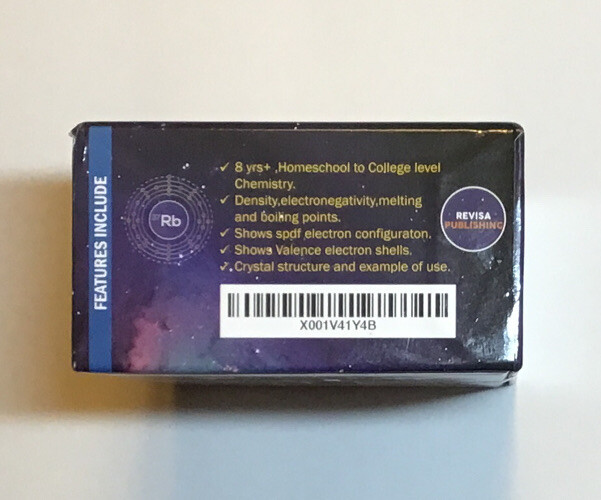 FEATURES INCLUDE
Rb
✓ 8 yrs+ ,Homeschool to College level
Chemistry.
✓ Density,electronegativity,melting
and boiling points.
✓ Shows spdf electron configuraton.
✓ Shows Valence electron shells.
✓ Crystal structure and example of use.
REVISA
PUBLISHING
X001V41Y4B